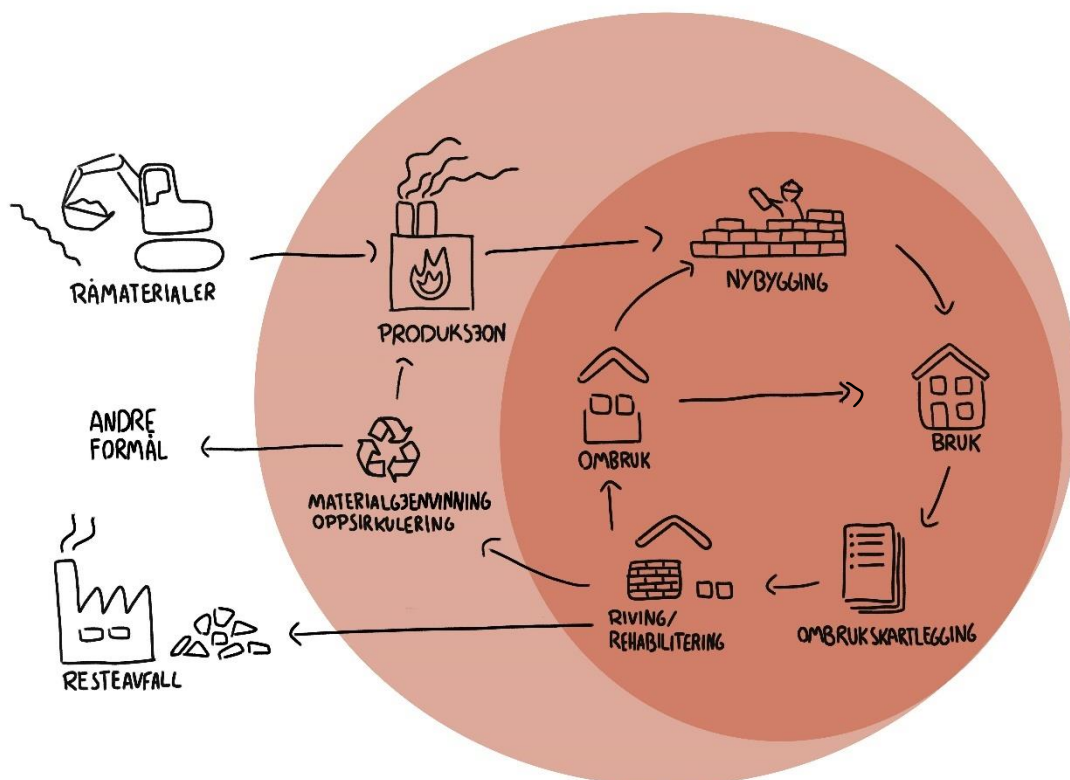 RÅMATERIALER
PRODUKSJON
NYBYGGING
ANDRE
FORMÅL
MATERIALGJENVINNING
OPPSIRKULERING
OMBRUK
BRUK
RESTEAVFALL
RIVING/
REHABILITERING
OMBRUKSKARTLEGGING